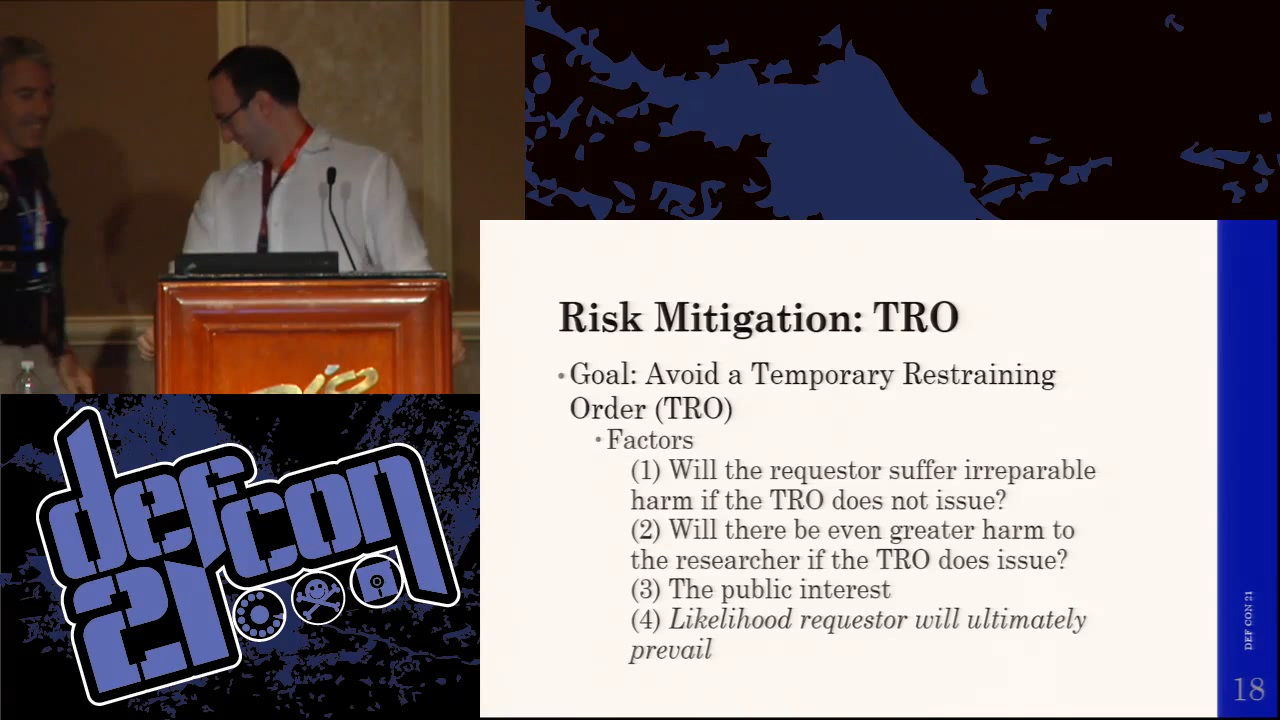 Risk Mitigation: TRO
•Goal: Avoid a Temporary Restraining
Order (TRO)
•Factors
(1) Will the requestor suffer irreparable
harm if the TRO does not issue?
(2) Will there be even greater harm to
the researcher if the TRO does issue?
(3) The public interest
(4) Likelihood requestor will ultimately
prevail
DEF CON 21
18
defcon
21